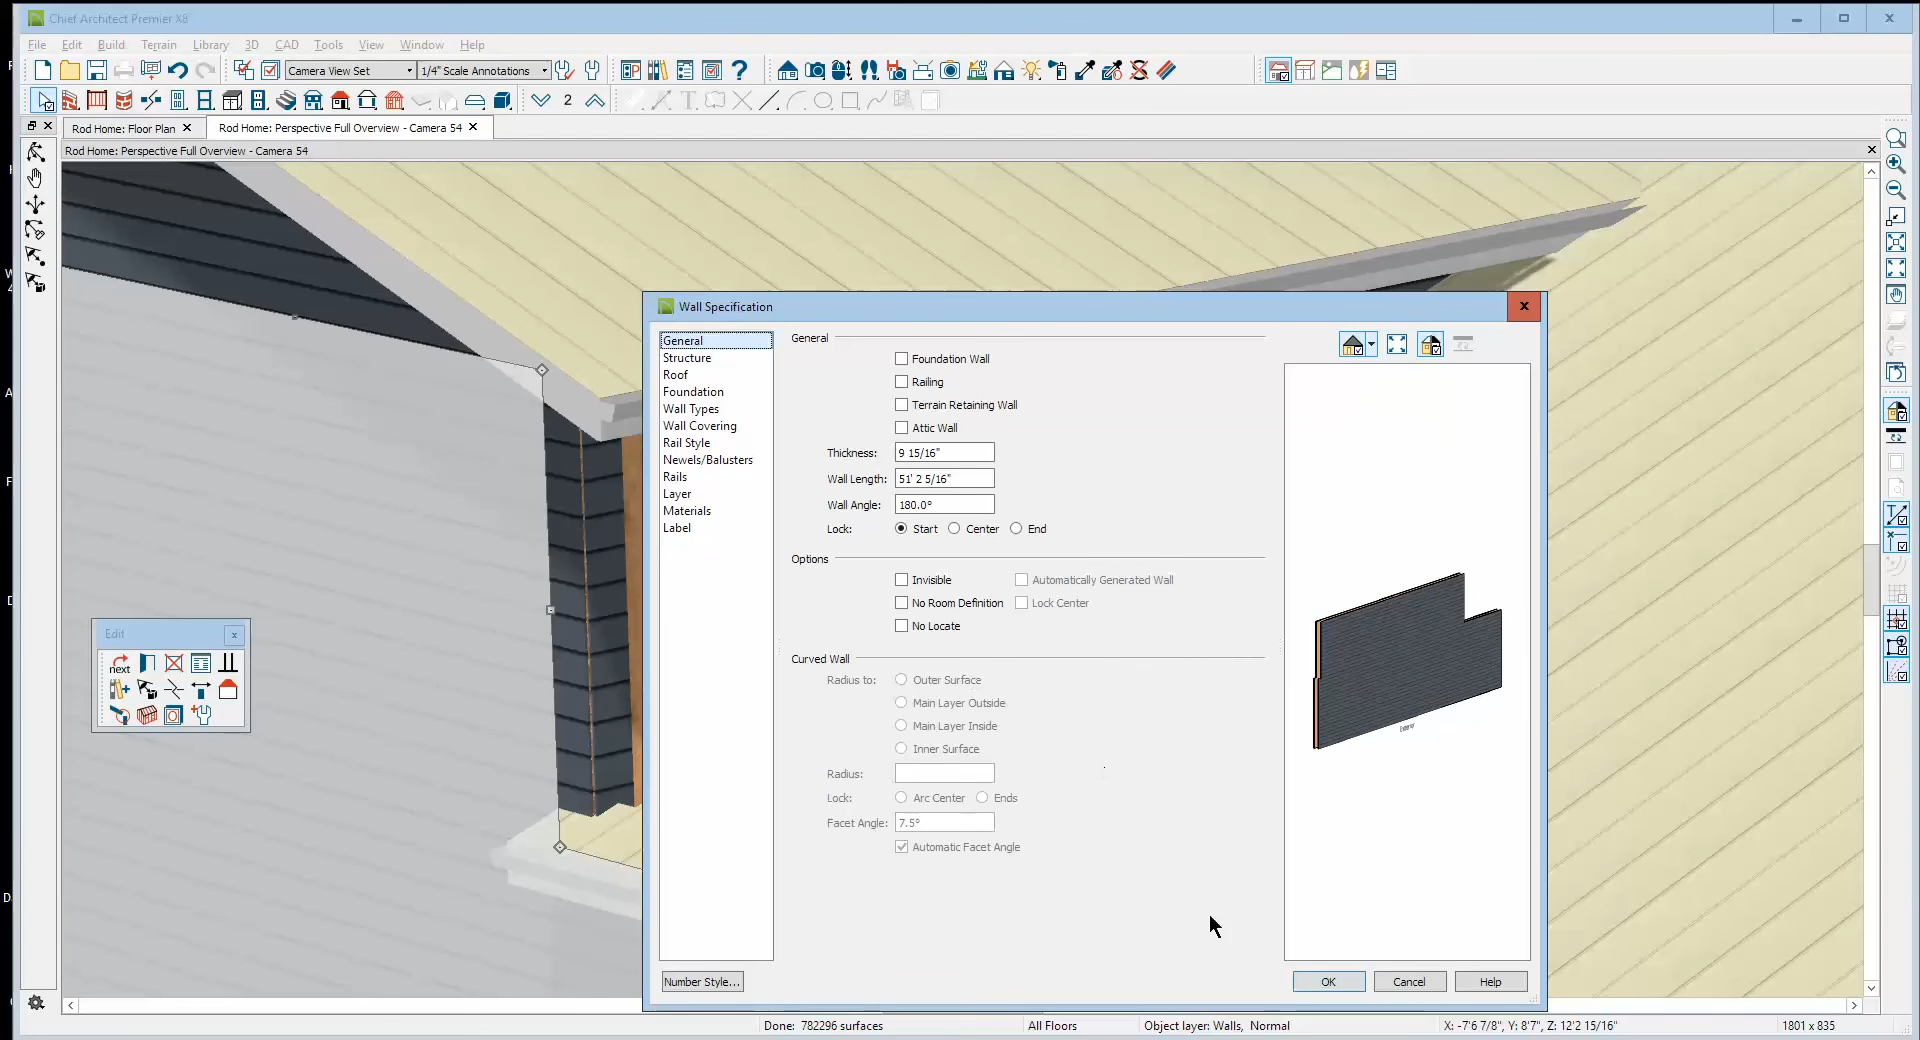 Chief Architect Premier X8
File Edit Build Terrain Library 3D CAD Tools View Window Help
Camera View Set 1/4" Scale Annotations
2
Rod Home: Floor Plan Rod Home: Perspective Full Overview - Camera 54
Rod Home: Perspective Full Overview - Camera 54
Wall Specification
General
Structure
Roof
Foundation
Wall Types
Wall Covering
Rail Style
Newels/Balusters
Rails
Layer
Materials
Label
General
Foundation Wall
Railing
Terrain Retaining Wall
Attic Wall
Thickness: 9 15/16"
Wall Length: 51' 2 5/16"
Wall Angle: 180.0°
Lock: Start Center End
Options
Invisible Automatically Generated Wall
No Room Definition Lock Center
No Locate
Curved Wall
Radius to: Outer Surface
Main Layer Outside
Main Layer Inside
Inner Surface
Radius:
Lock: Arc Center Ends
Facet Angle: 7.5°
Automatic Facet Angle
Exterior
Number Style... OK Cancel Help
Edit
next
Done: 782296 surfaces All Floors Object layer: Walls, Normal X: -7'6 7/8", Y: 8'7", Z: 12'2 15/16" 1801 x 835